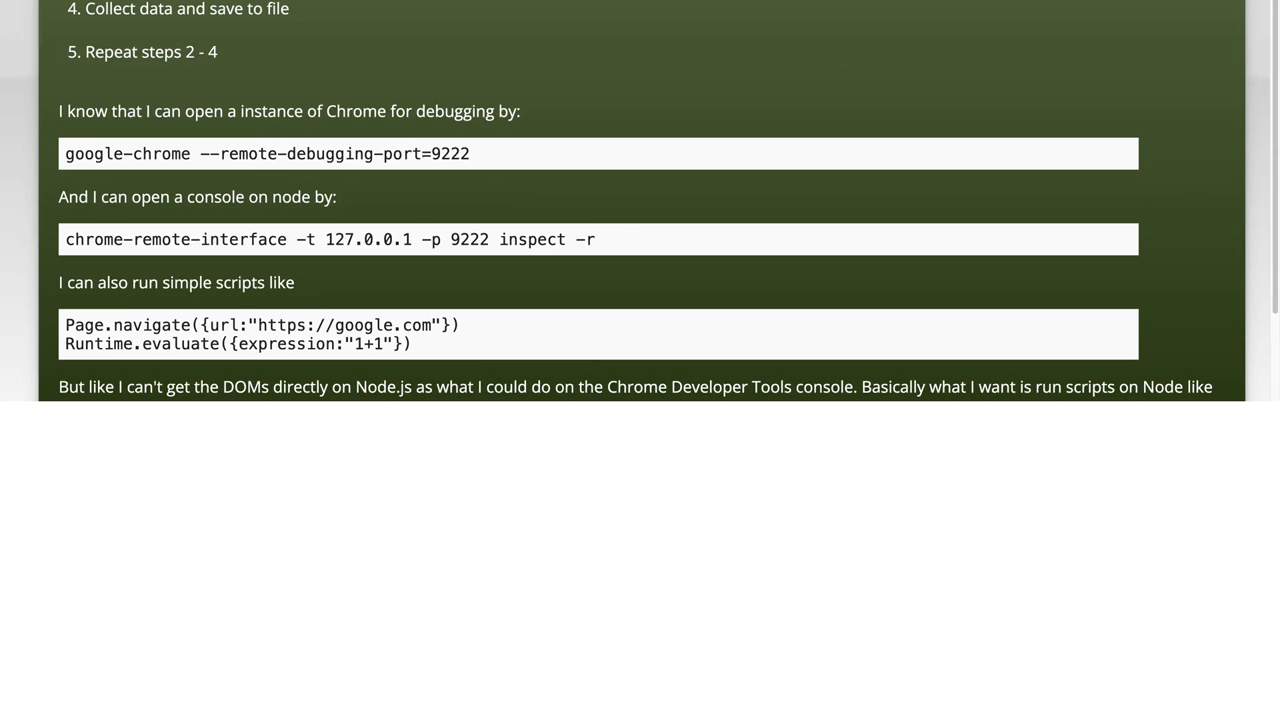 4. Collect data and save to file
5. Repeat steps 2 - 4
I know that I can open a instance of Chrome for debugging by:
google-chrome --remote-debugging-port=9222
And I can open a console on node by:
chrome-remote-interface -t 127.0.0.1 -p 9222 inspect -r
I can also run simple scripts like
Page.navigate({url:"https://google.com"})
Runtime.evaluate({expression:"1+1"})
But like I can't get the DOMs directly on Node.js as what I could do on the Chrome Developer Tools console. Basically what I want is run scripts on Node like